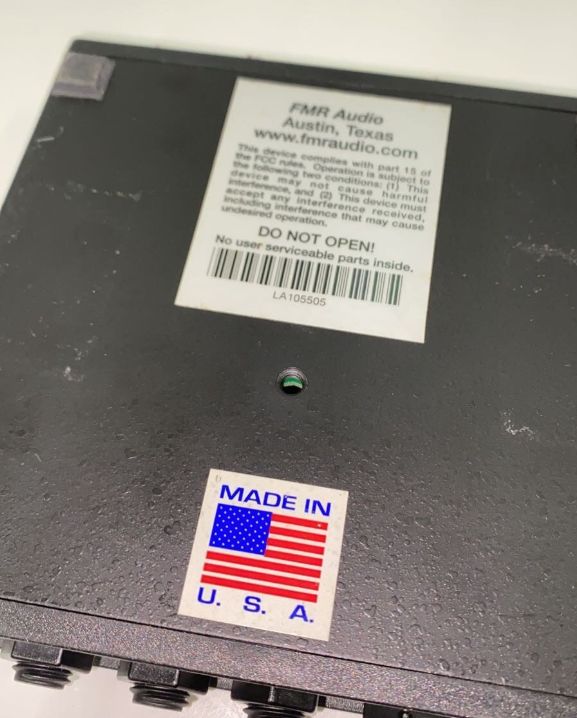 FMR Audio
Austin, Texas
www.fmraudio.com
This device complies with part 15 of
the FCC rules. Operation is subject to
the following two conditions: (1) This
device may not cause harmful
interference, and (2) This device must
accept any interference received,
including interference that may cause
undesired operation.
DO NOT OPEN!
No user serviceable parts inside.
LA105505
MADE IN
U. S. A.